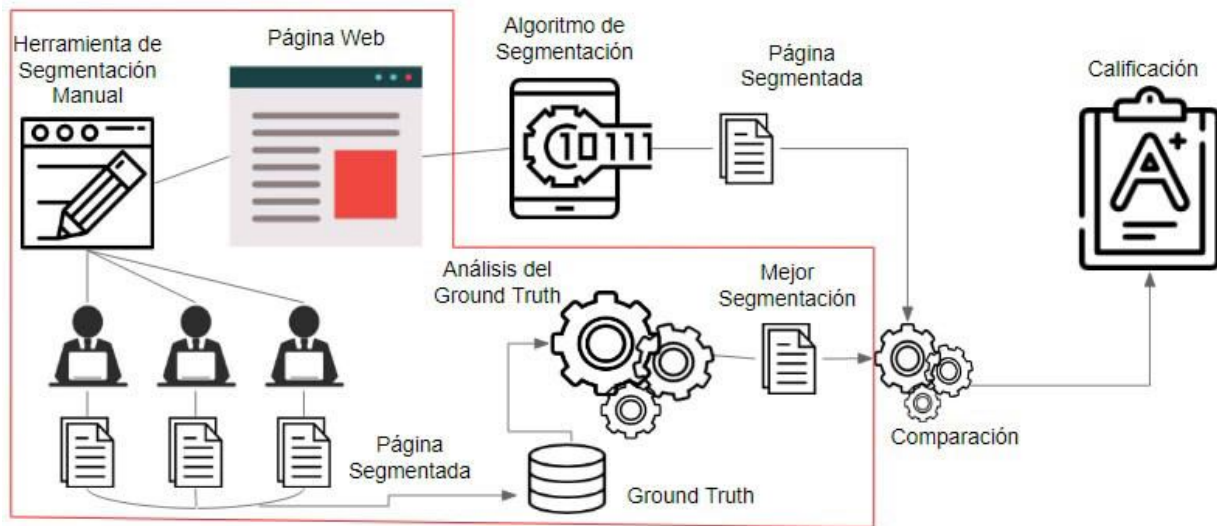 Herramienta de
Segmentación
Manual
Página Web
Algoritmo de
Segmentación
10111
Página
Segmentada
Calificación
A+
Análisis del
Ground Truth
Mejor
Segmentación
Comparación
Página
Segmentada
Ground Truth